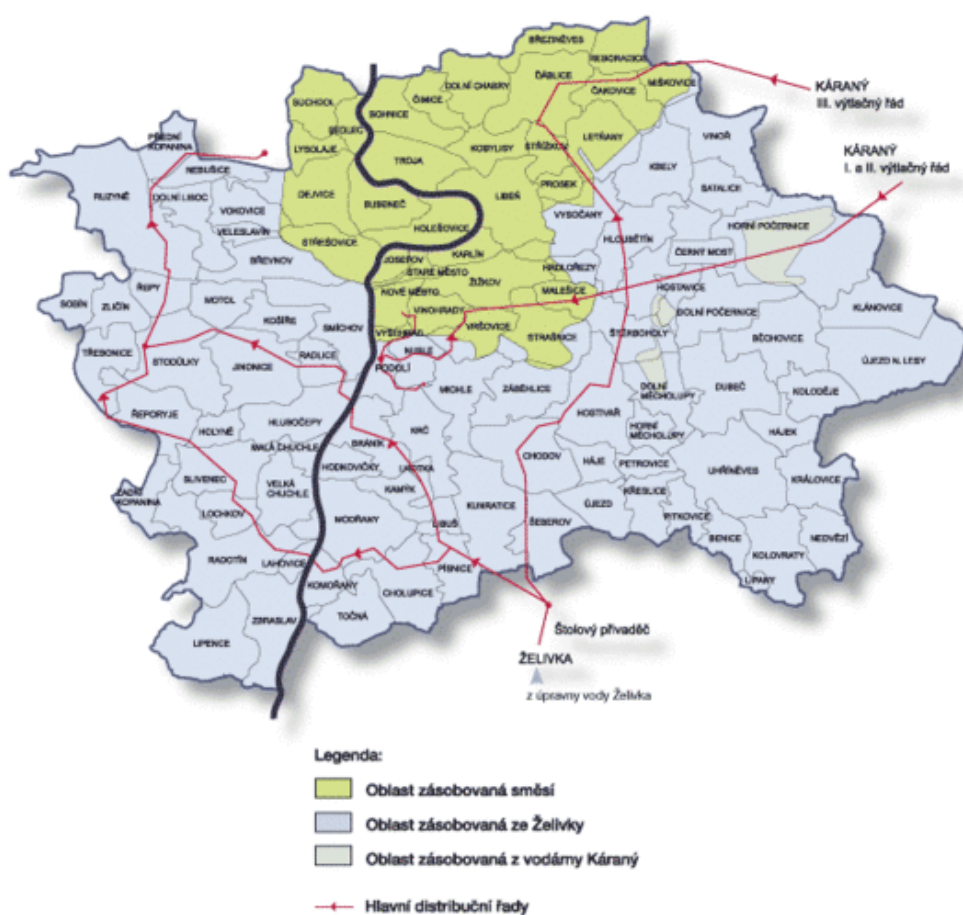 BŘEZINĚVES
ŘEPORYJE
ČÁBLICE
DOLNÍ CHABRY
ČIMICE
BOHNICE
SUCHDOL
SEDLEC
LYSOLAJE
ČAKOVICE
MIŠKOVICE
KÁRANÝ
III. výtlačný řád
LETŇANY
STŘÍŽKOV
KOBYLISY
TROJA
VINOŘ
KÁRANÝ
I. a II. výtlačný řád
PŘEDNÍ
KOPANINA
NEBUŠICE
RUZYNĚ
DOLNÍ LIBOC
VOKOVICE
VELESLAVÍN
DEJVICE
BUBENEČ
HOLEŠOVICE
LIBEŇ
PROSEK
KBELY
SATALICE
VYSOČANY
HLOUBĚTÍN
HORNÍ POČERNICE
ČERNÝ MOST
STŘEŠOVICE
BŘEVNOV
JOSEFOV
KARLÍN
STARÉ MĚSTO
HRDLOŘEZY
NOVÉ MĚSTO
ŽIŽKOV
MALEŠICE
HOSTAVICE
DOLNÍ POČERNICE
KLÁNOVICE
SOBÍN
ZLIČÍN
ŘEPY
MOTOL
KOŠÍŘE
SMÍCHOV
VINOHRADY
VYŠEHRAD
VRŠOVICE
STRAŠNICE
ŠTĚRBOHOLY
BĚCHOVICE
ÚJEZD N. LESY
TŘEBONICE
STODŮLKY
JINONICE
RADLICE
NUSLE
PODOLÍ
MICHLE
ZÁBĚHLICE
DOLNÍ
MĚCHOLUPY
DUBEČ
KOLODĚJE
ŘEPORYJE
HOLYNĚ
HLUBOČEPY
MALÁ CHUCHLE
BRANÍK
KRČ
HOSTIVAŘ
HORNÍ
MĚCHOLUPY
HÁJEK
HODKOVIČKY
LHOTKA
CHODOV
HÁJE
PETROVICE
UHŘÍNĚVES
KRÁLOVICE
ZADNÍ
KOPANINA
SLIVENEC
VELKÁ
CHUCHLE
KAMÝK
LOCHKOV
MODŘANY
LIBUŠ
KUNRATICE
ÚJEZD
KŘESLICE
PITKOVICE
ŠEBEROV
BENICE
NEDVĚZÍ
KOLOVRATY
LIPANY
RADOTÍN
LAHOVICE
KOMOŘANY
PÍSNICE
CHOLUPICE
TOČNÁ
ZBRASLAV
LIPENCE
Štolový přivaděč
ŽELIVKA
z úpravny vody Želivka
Legenda:
Oblast zásobovaná směsí
Oblast zásobovaná ze Želivky
Oblast zásobovaná z vodárny Káraný
Hlavní distribuční řady